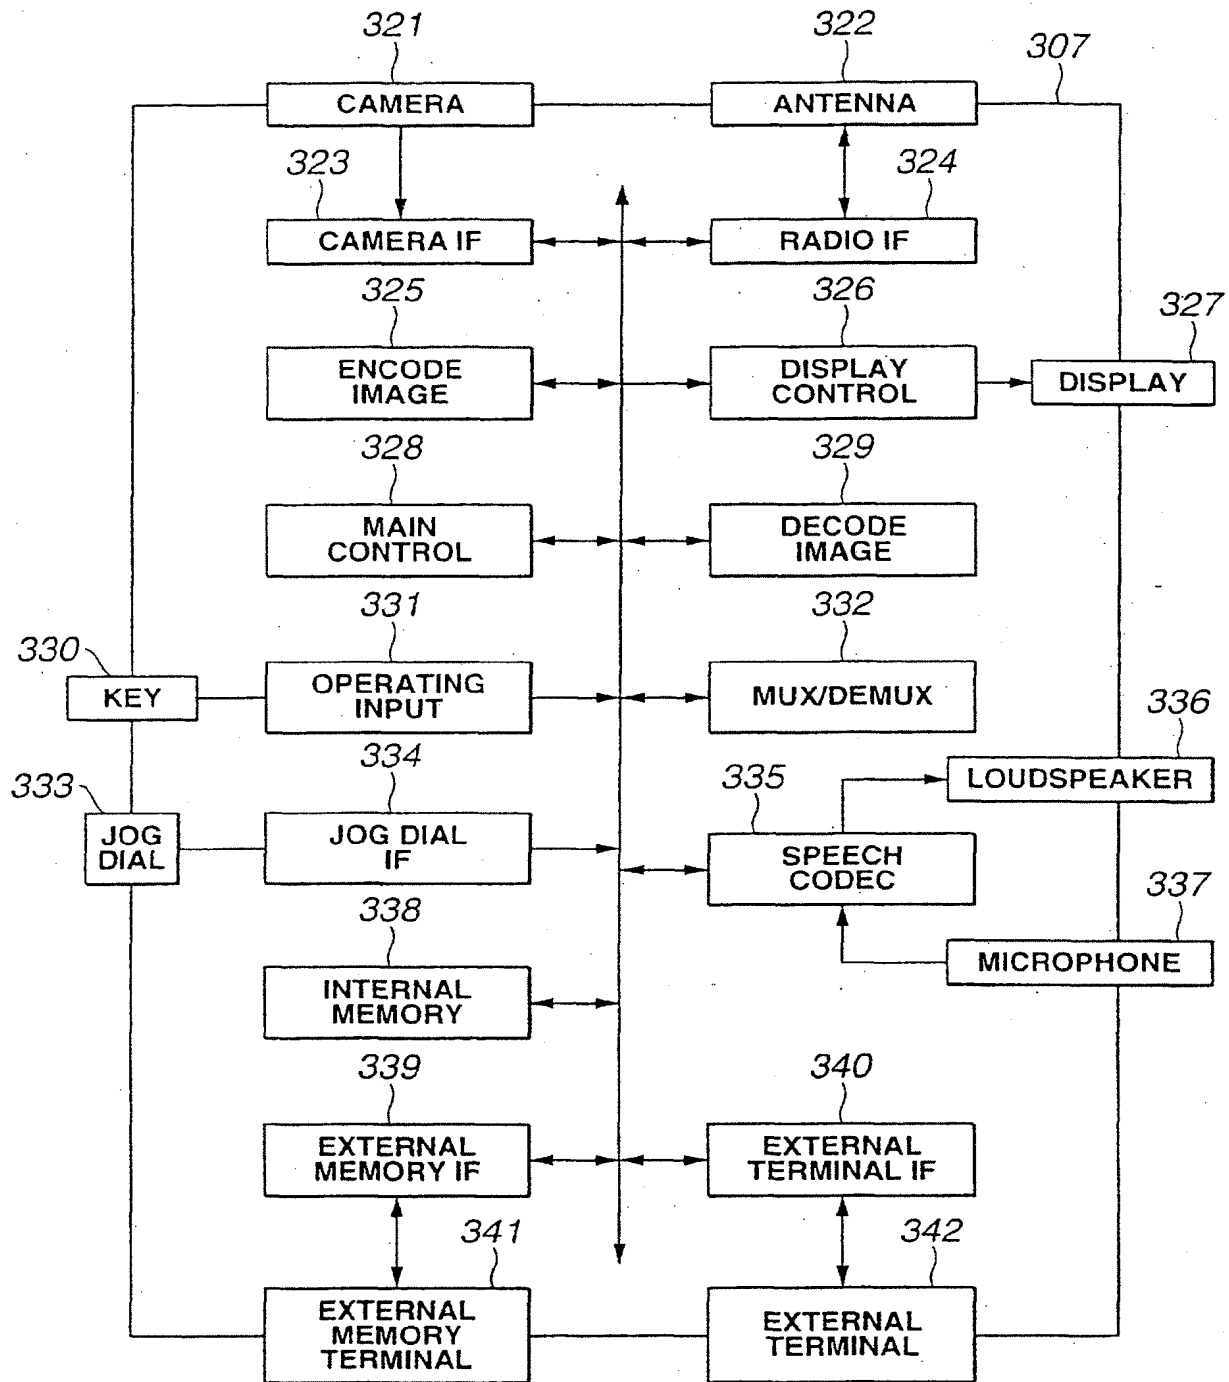 321
322
307
CAMERA
ANTENNA
323
324
CAMERA IF
RADIO IF
325
326
327
ENCODE
IMAGE
DISPLAY
CONTROL
DISPLAY
328
329
MAIN
CONTROL
DECODE
IMAGE
331
332
330
KEY
OPERATING
INPUT
MUX/DEMUX
336
334
335
LOUDSPEAKER
333
JOG
DIAL
JOG DIAL
IF
SPEECH
CODEC
338
337
INTERNAL
MEMORY
MICROPHONE
339
340
EXTERNAL
MEMORY IF
EXTERNAL
TERMINAL IF
341
342
EXTERNAL
MEMORY
TERMINAL
EXTERNAL
TERMINAL